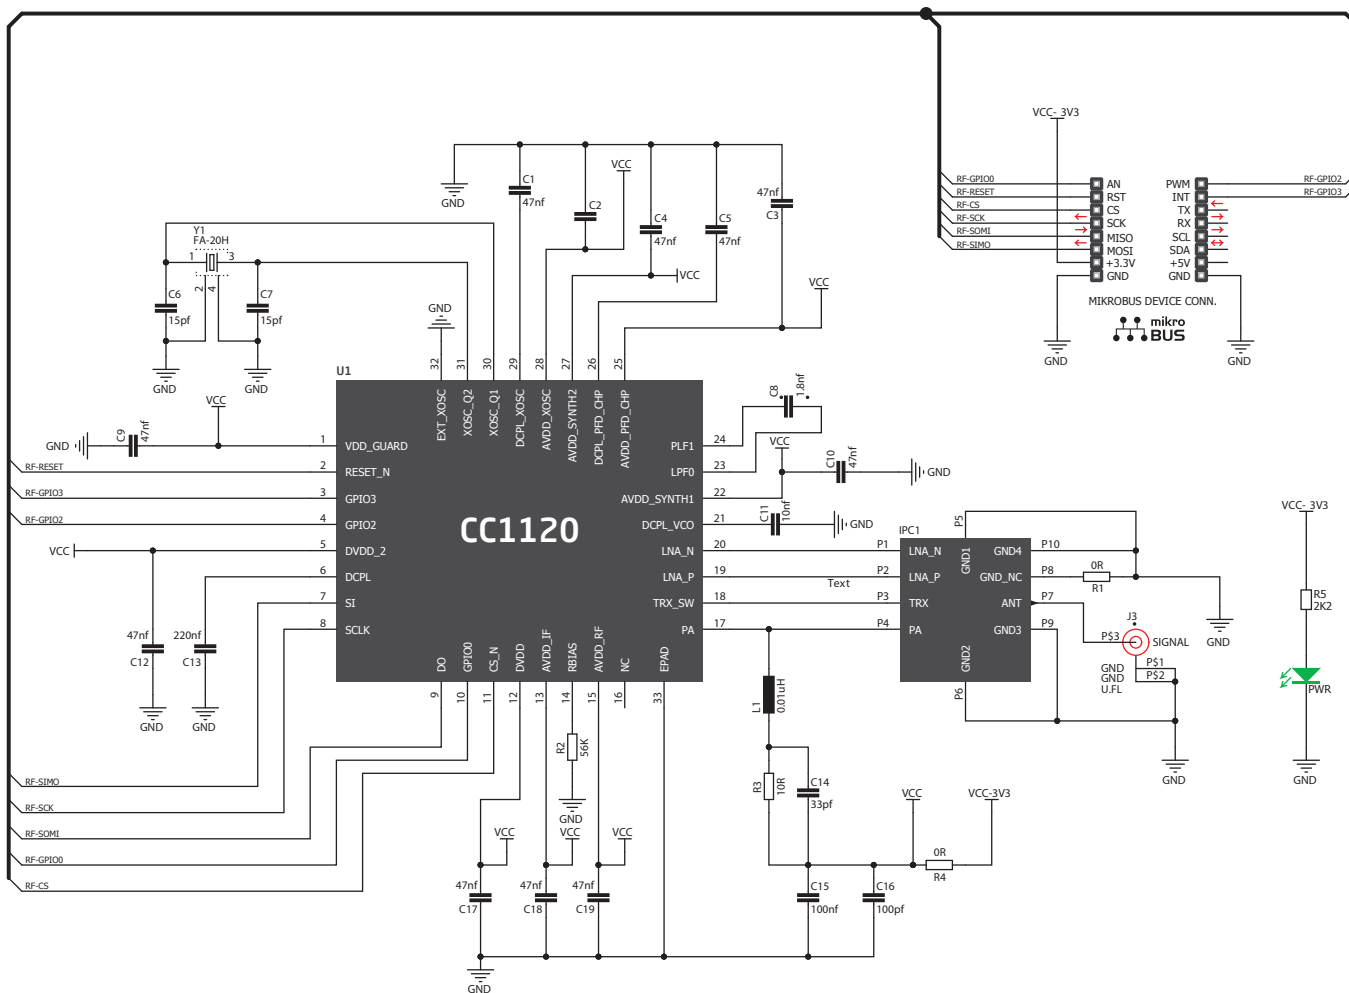 VCC- 3V3
RF-GPIO0
RF-RESET
RF-CS
RF-SCK
RF-SOMI
RF-SIMO
AN
RST
CS
SCK
MISO
MOSI
+3.3V
GND
PWM
INT
TX
RX
SCL
SDA
+5V
GND
RF-GPIO2
RF-GPIO3
MIKROBUS DEVICE CONN.
mikro
BUS
GND
GND
GND
C1
47nf
C2
VCC
C4
47nf
C5
47nf
47nf
C3
VCC
VCC
Y1
FA-20H
1
3
2
4
C6
15pf
C7
15pf
GND
GND
GND
32
31
30
29
28
27
26
25
U1
EXT_XOSC
XOSC_Q2
XOSC_Q1
DCPL_XOSC
AVDD_XOSC
AVDD_SYNTH2
DCPL_PFD_CHP
AVDD_PFD_CHP
VCC
GND
C9
47nf
1
VDD_GUARD
RF-RESET
2
RESET_N
RF-GPIO3
3
GPIO3
RF-GPIO2
4
GPIO2
VCC
5
DVDD_2
6
DCPL
7
SI
8
SCLK
CC1120
PLF1
24
LPF0
23
AVDD_SYNTH1
22
DCPL_VCO
21
LNA_N
20
LNA_P
19
TRX_SW
18
PA
17
C8
1.8nf
VCC
C10
47nf
GND
C11
10nf
GND
Text
IPC1
P1
LNA_N
P2
LNA_P
P3
TRX
P4
PA
P5
GND1
GND4
P10
GND_NC
P8
ANT
P7
GND3
P9
GND2
P6
0R
R1
GND
J3
P$3
SIGNAL
P$1
P$2
GND
GND
U.FL
GND
VCC- 3V3
R5
2K2
PWR
GND
47nf
C12
220nf
C13
GND
GND
DO
GPIO0
CS_N
DVDD
AVDD_IF
RBIAS
AVDD_RF
NC
EPAD
9
10
11
12
13
14
15
16
33
R2
56K
GND
L1
0.01uH
R3
10R
C14
33pf
VCC
VCC-3V3
0R
R4
RF-SIMO
RF-SCK
RF-SOMI
RF-GPIO0
RF-CS
VCC
VCC
VCC
47nf
C17
47nf
C18
47nf
C19
C15
100nf
C16
100pf
GND